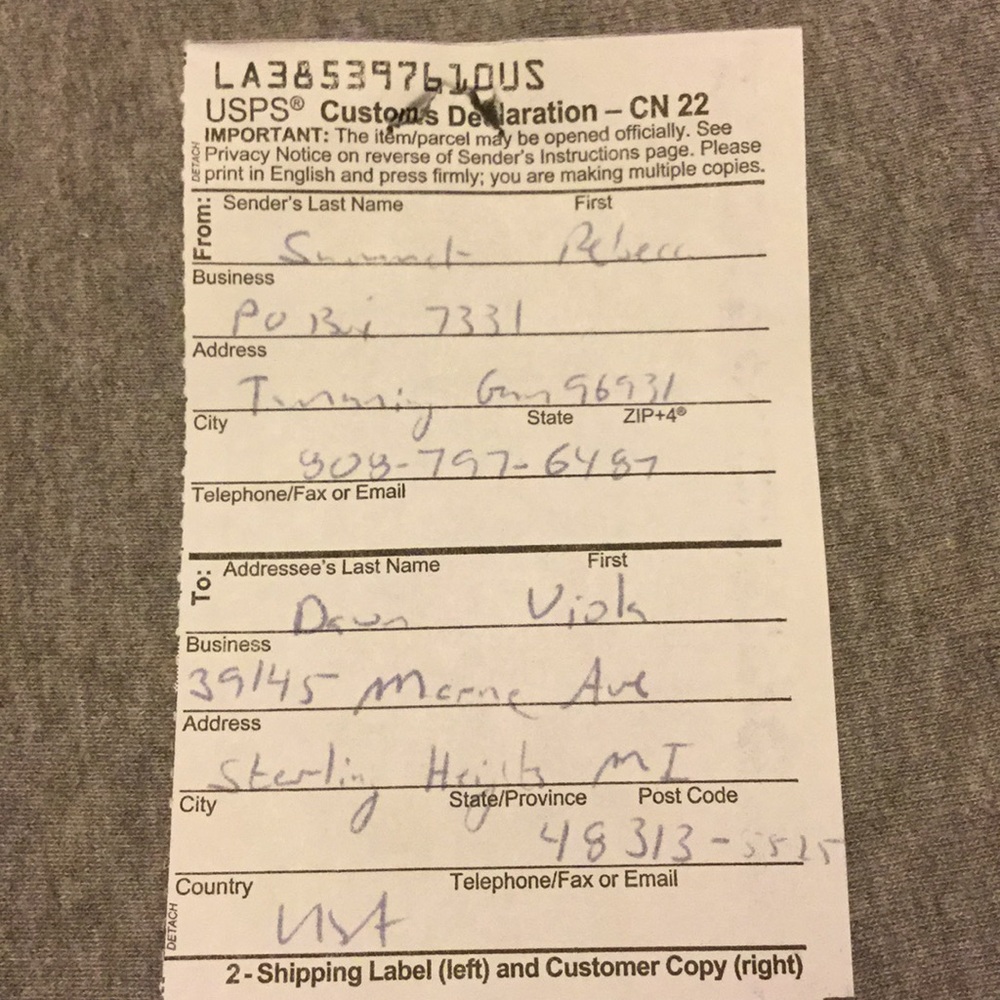 LA385397610US
USPS® Customs Declaration – CN 22
IMPORTANT: The item/parcel may be opened officially. See
Privacy Notice on reverse of Sender's Instructions page. Please
print in English and press firmly; you are making multiple copies.
DETACH
From: Sender's Last Name First
Business
PO Box 7331
Address
96931
City State ZIP+4®
808-797-6487
Telephone/Fax or Email
To: Addressee's Last Name First
Dawn Viola
Business
39145 Marne Ave
Address
Sterling Heights MI
City State/Province Post Code
48313-5525
Country Telephone/Fax or Email
USA
DETACH
2 - Shipping Label (left) and Customer Copy (right)